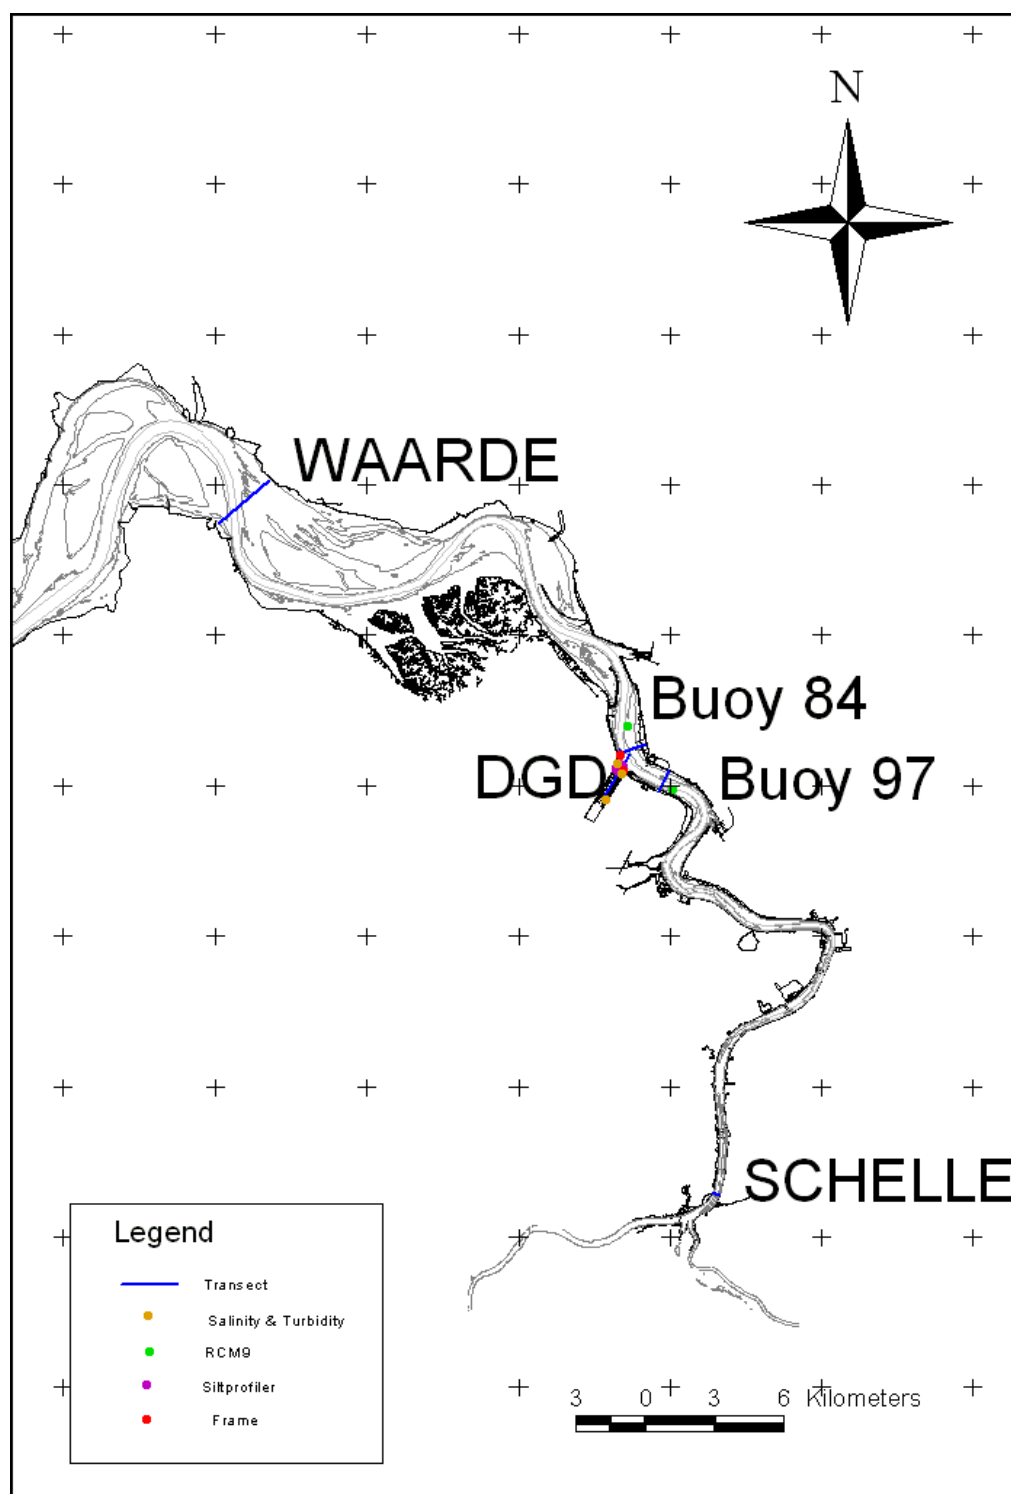 N
WAARDE
Buoy 84
DGD
Buoy 97
SCHELLE
Legend
Transect
Salinity & Turbidity
RCM9
Siltprofiler
Frame
3 0 3 6 Kilometers